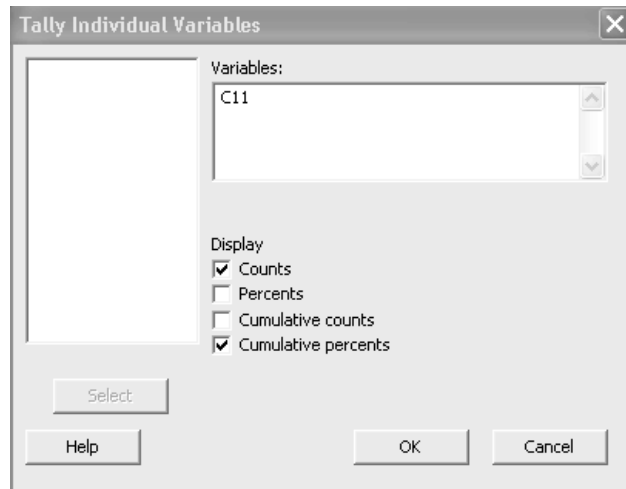 Tally Individual Variables
Variables:
C11
Display
Counts
Percents
Cumulative counts
Cumulative percents
Select
Help
OK
Cancel